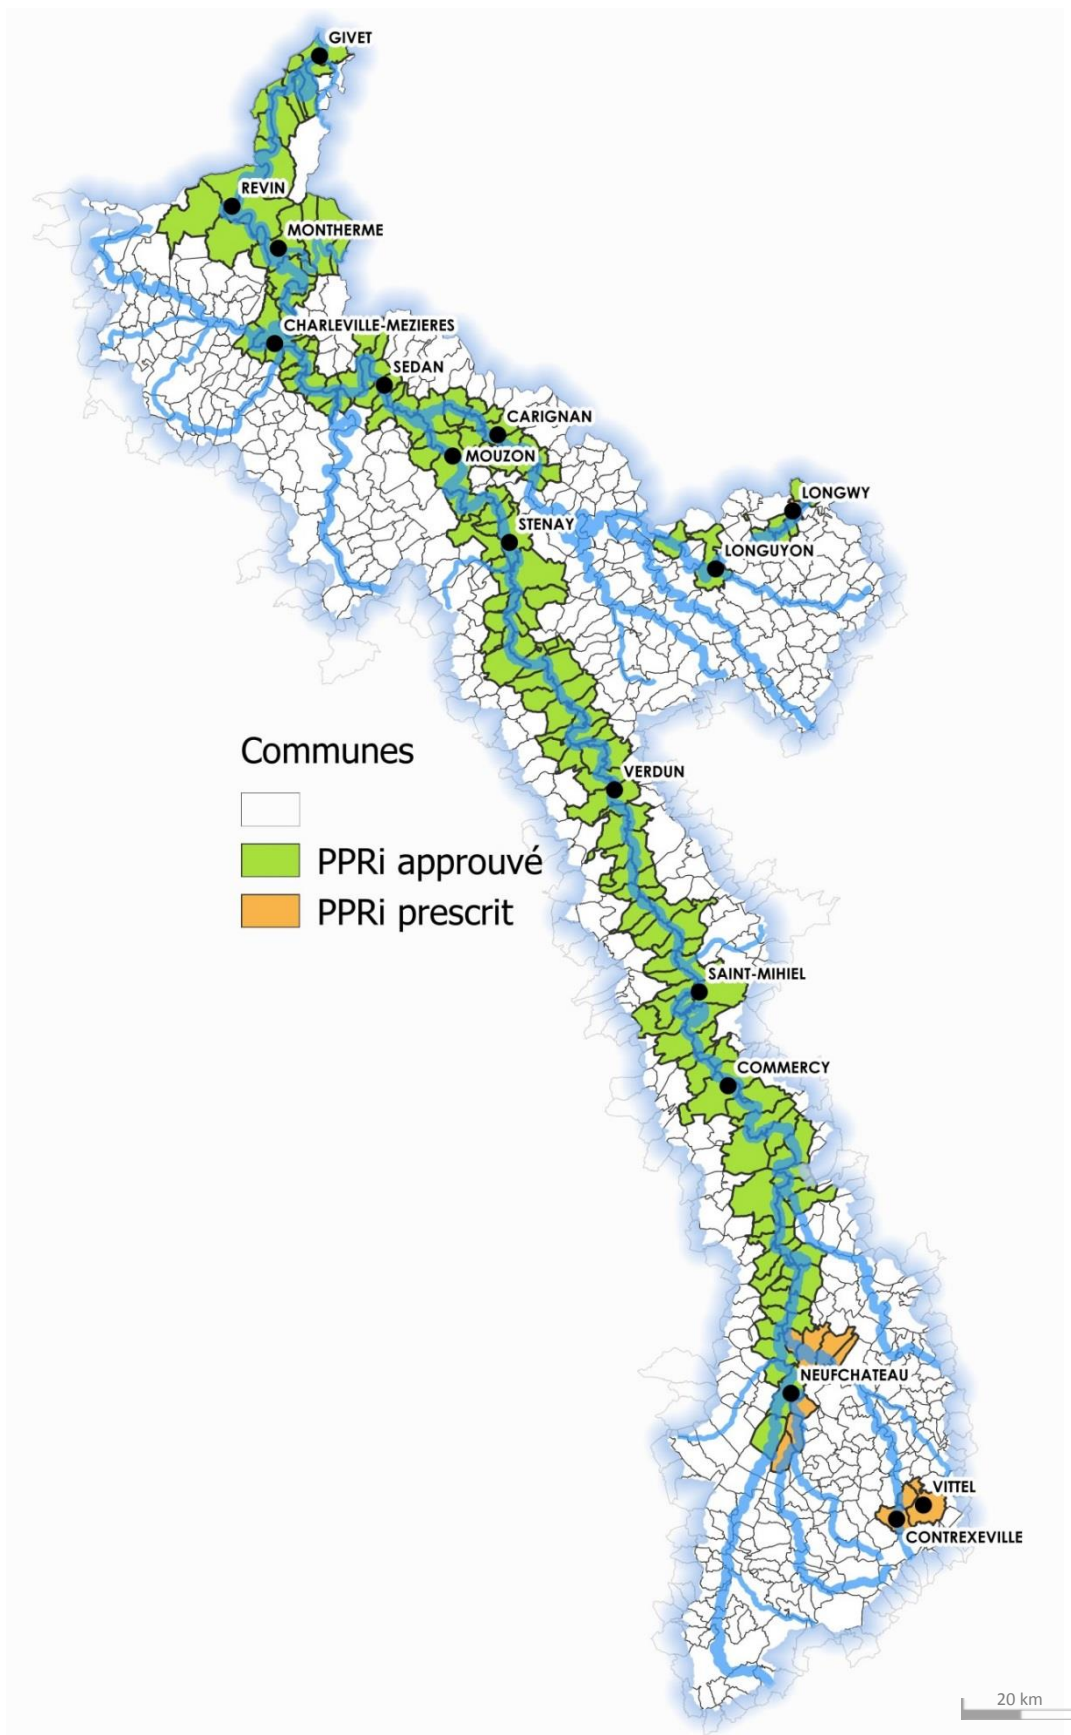 GIVET
REVIN
MONTHERME
CHARLEVILLE-MEZIERES
SEDAN
CARIGNAN
MOUZON
LONGWY
STENAY
LONGUYON
Communes
VERDUN
PPRi approuvé
PPRi prescrit
SAINT-MIHIEL
COMMERCY
NEUFCHATEAU
VITTEL
CONTREXEVILLE
20 km